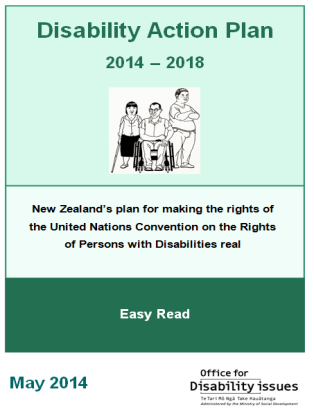 Disability Action Plan
2014 – 2018
New Zealand's plan for making the rights of
the United Nations Convention on the Rights
of Persons with Disabilities real
Easy Read
May 2014
Office for
Disability issues
Te Tari Mō Ngā Take Hauātanga
Administered by the Ministry of Social Development